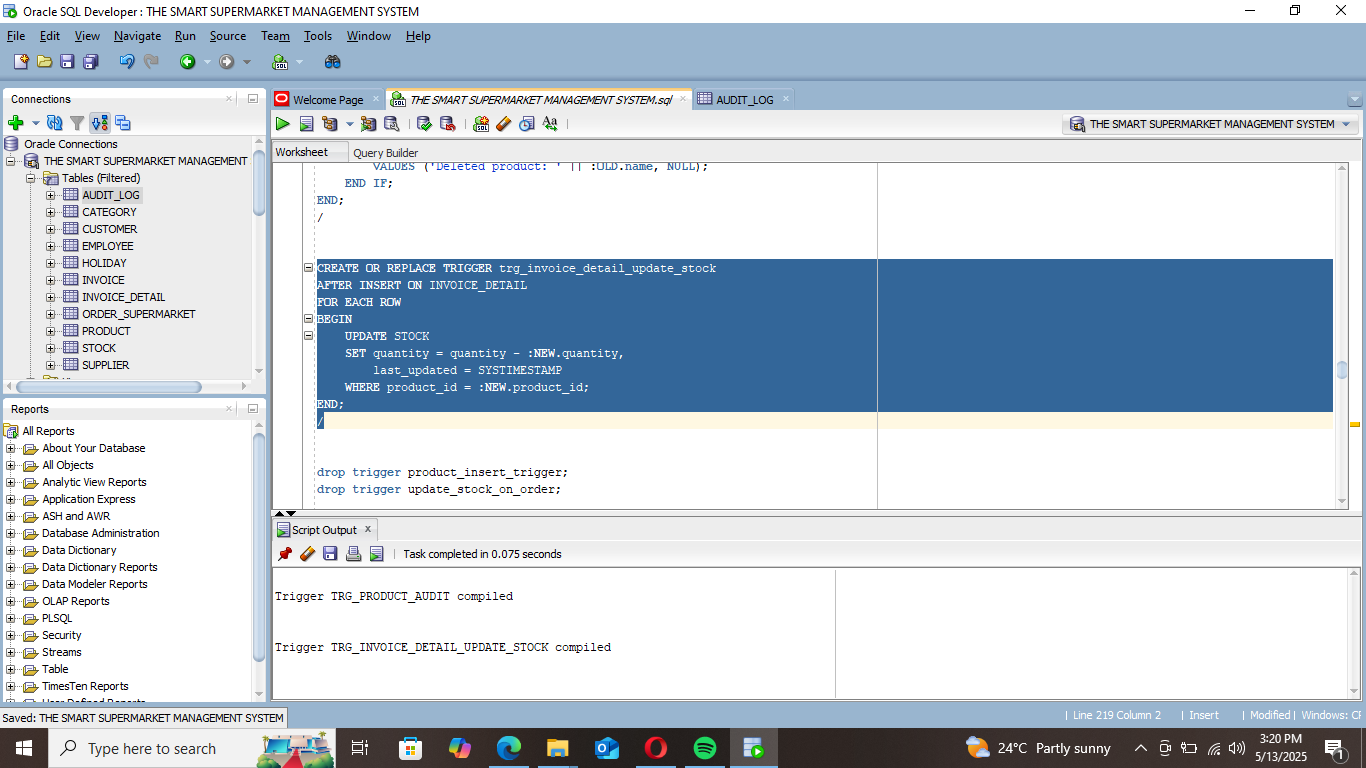 Oracle SQL Developer : THE SMART SUPERMARKET MANAGEMENT SYSTEM
File Edit View Navigate Run Source Team Tools Window Help
Connections
Welcome Page
THE SMART SUPERMARKET MANAGEMENT SYSTEM.sql
AUDIT_LOG
THE SMART SUPERMARKET MANAGEMENT SYSTEM
Oracle Connections
THE SMART SUPERMARKET MANAGEMENT
Tables (Filtered)
AUDIT_LOG
CATEGORY
CUSTOMER
EMPLOYEE
HOLIDAY
INVOICE
INVOICE_DETAIL
ORDER_SUPERMARKET
PRODUCT
STOCK
SUPPLIER
Reports
All Reports
About Your Database
All Objects
Analytic View Reports
Application Express
ASH and AWR
Database Administration
Data Dictionary
Data Dictionary Reports
Data Modeler Reports
OLAP Reports
PLSQL
Security
Streams
Table
TimesTen Reports
User Defined Reports
Worksheet Query Builder
VALUES ('Deleted product: ' || :OLD.name, NULL);
END IF;
END;
/
CREATE OR REPLACE TRIGGER trg_invoice_detail_update_stock
AFTER INSERT ON INVOICE_DETAIL
FOR EACH ROW
BEGIN
UPDATE STOCK
SET quantity = quantity - :NEW.quantity,
last_updated = SYSTIMESTAMP
WHERE product_id = :NEW.product_id;
END;
/
drop trigger product_insert_trigger;
drop trigger update_stock_on_order;
Script Output x
Task completed in 0.075 seconds
Trigger TRG_PRODUCT_AUDIT compiled
Trigger TRG_INVOICE_DETAIL_UPDATE_STOCK compiled
Saved: THE SMART SUPERMARKET MANAGEMENT SYSTEM
Line 219 Column 2 | Insert | Modified | Windows: CF
Type here to search
24°C Partly sunny
3:20 PM
5/13/2025
1